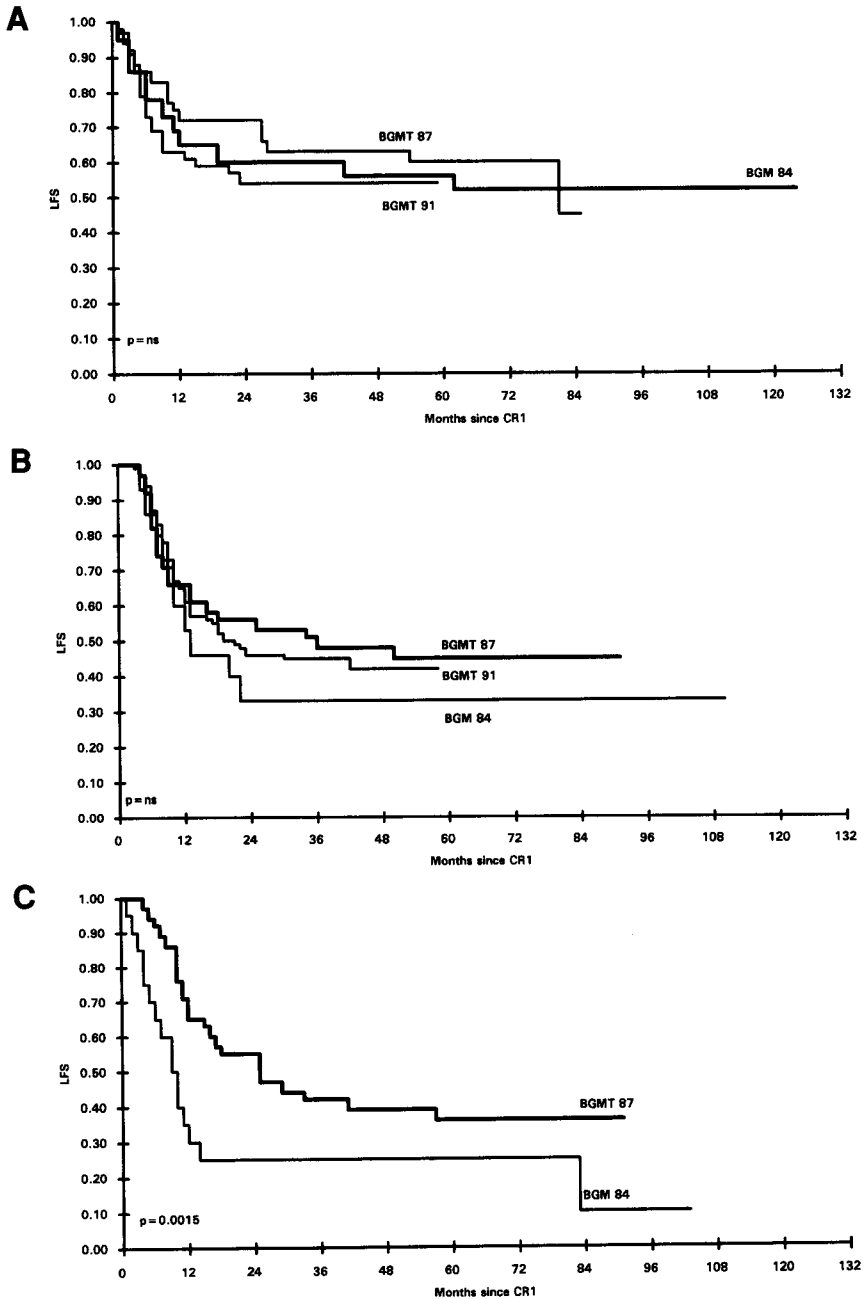 A
1.00
0.90
0.80
0.70
0.60
0.50
0.40
0.30
0.20
0.10
0.00
LFS
BGMT 87
BGM 84
BGMT 91
p=ns
0 12 24 36 48 60 72 84 96 108 120 132
Months since CR1
B
1.00
0.90
0.80
0.70
0.60
0.50
0.40
0.30
0.20
0.10
0.00
LFS
BGMT 87
BGMT 91
BGM 84
p=ns
0 12 24 36 48 60 72 84 96 108 120 132
Months since CR1
C
1.00
0.90
0.80
0.70
0.60
0.50
0.40
0.30
0.20
0.10
0.00
LFS
BGMT 87
BGM 84
p=0.0015
0 12 24 36 48 60 72 84 96 108 120 132
Months since CR1